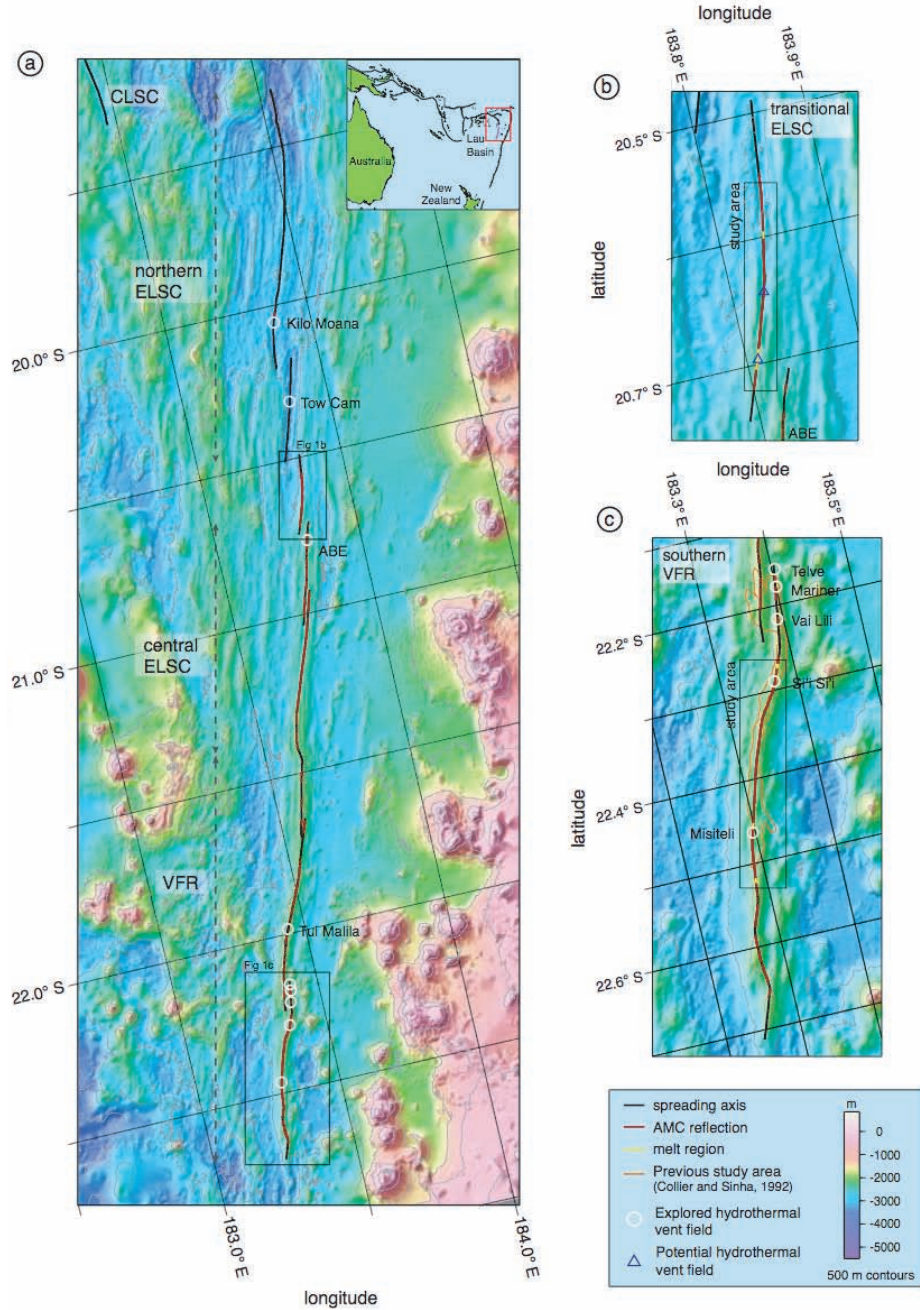 a
CLSC
Australia
Lau
Basin
New
Zealand
northern
ELSC
Kilo Moana
20.0° S
Tow Cam
Fig 1b
ABE
central
ELSC
21.0° S
VFR
Tui Malila
Fig 1c
22.0° S
183.0° E
184.0° E
longitude
longitude
183.8° E
183.9° E
b
transitional
ELSC
20.5° S
study area
latitude
20.7° S
ABE
longitude
183.3° E
183.5° E
c
southern
VFR
Telve
Mariner
Vai Lili
22.2° S
study area
Si'i Si'i
22.4° S
Misiteli
latitude
22.6° S
spreading axis
AMC reflection
melt region
Previous study area
(Collier and Sinha, 1992)
Explored hydrothermal
vent field
Potential hydrothermal
vent field
m
0
-1000
-2000
-3000
-4000
-5000
500 m contours